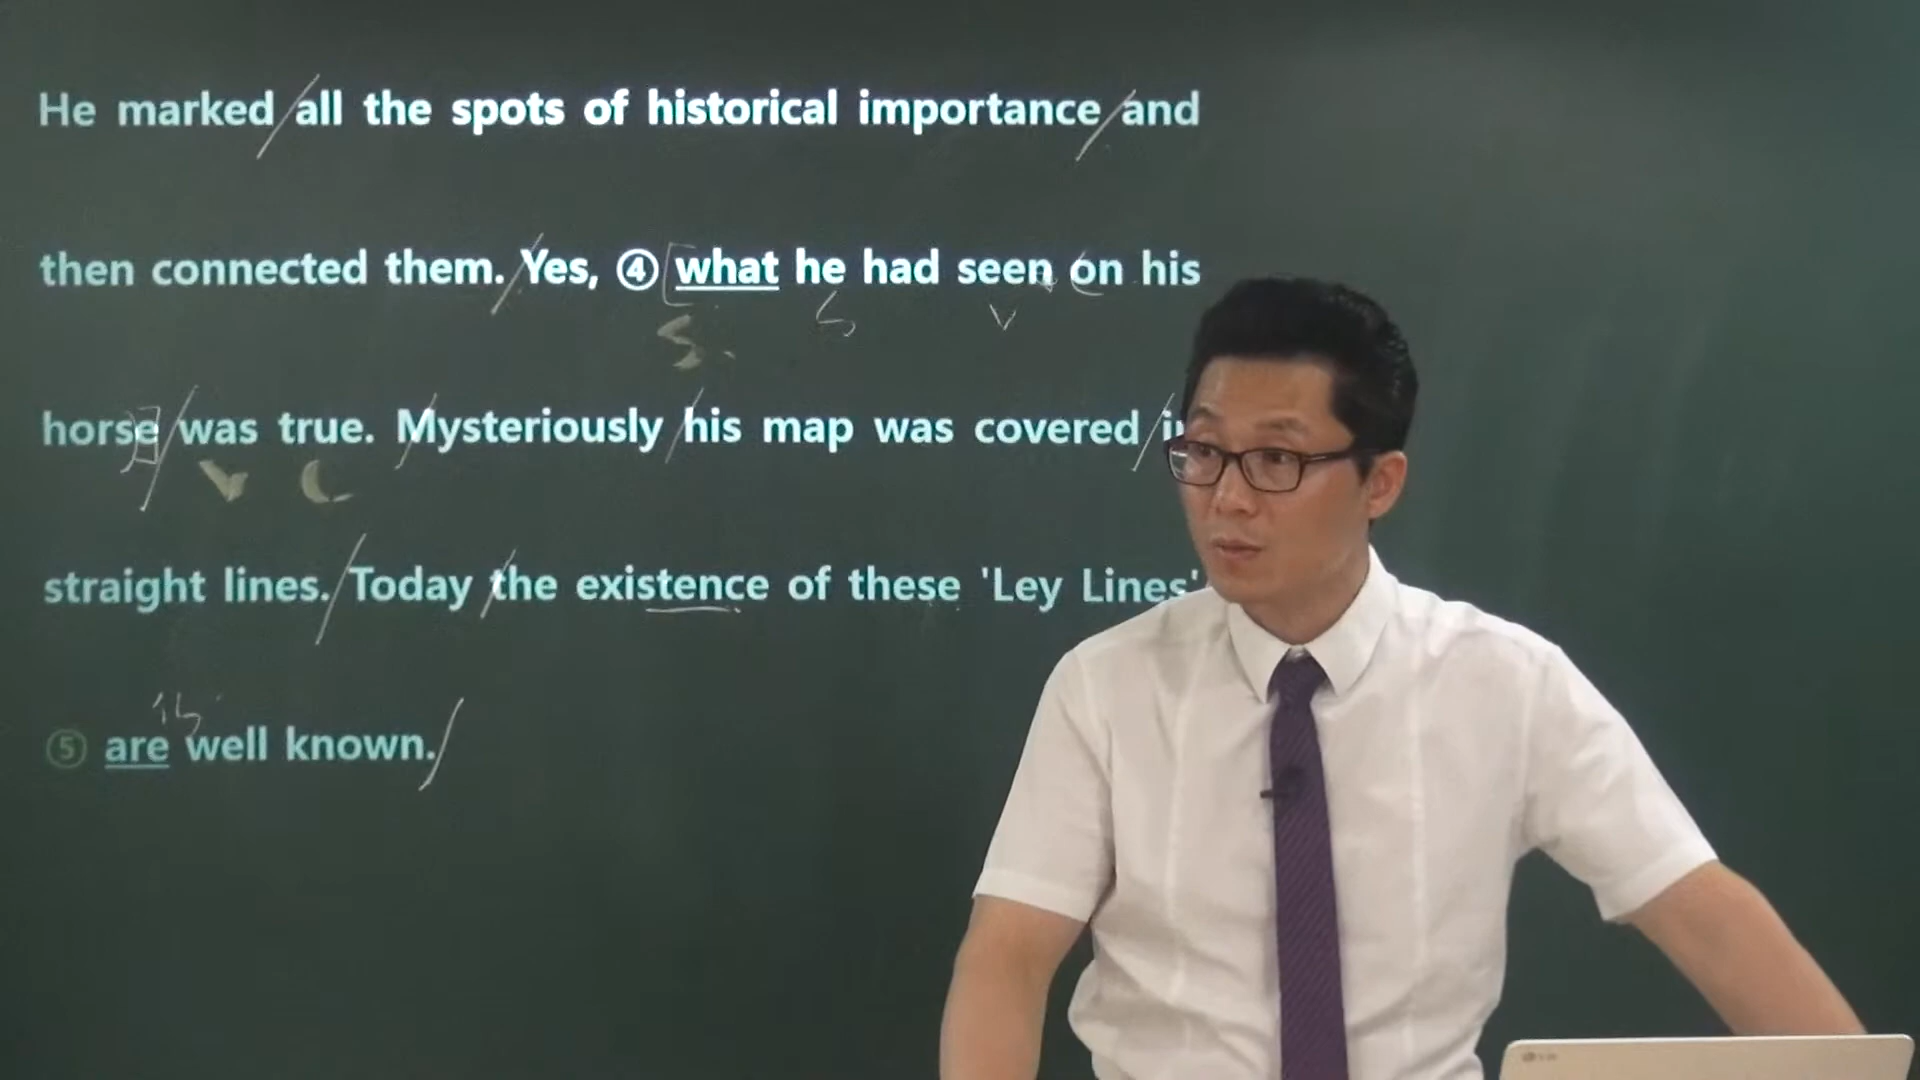 He marked all the spots of historical importance and
then connected them. Yes, ④ what he had seen on his
S S V
horse was true. Mysteriously his map was covered
V C
straight lines. Today the existence of these 'Ley Lines'
is
⑤ are well known.